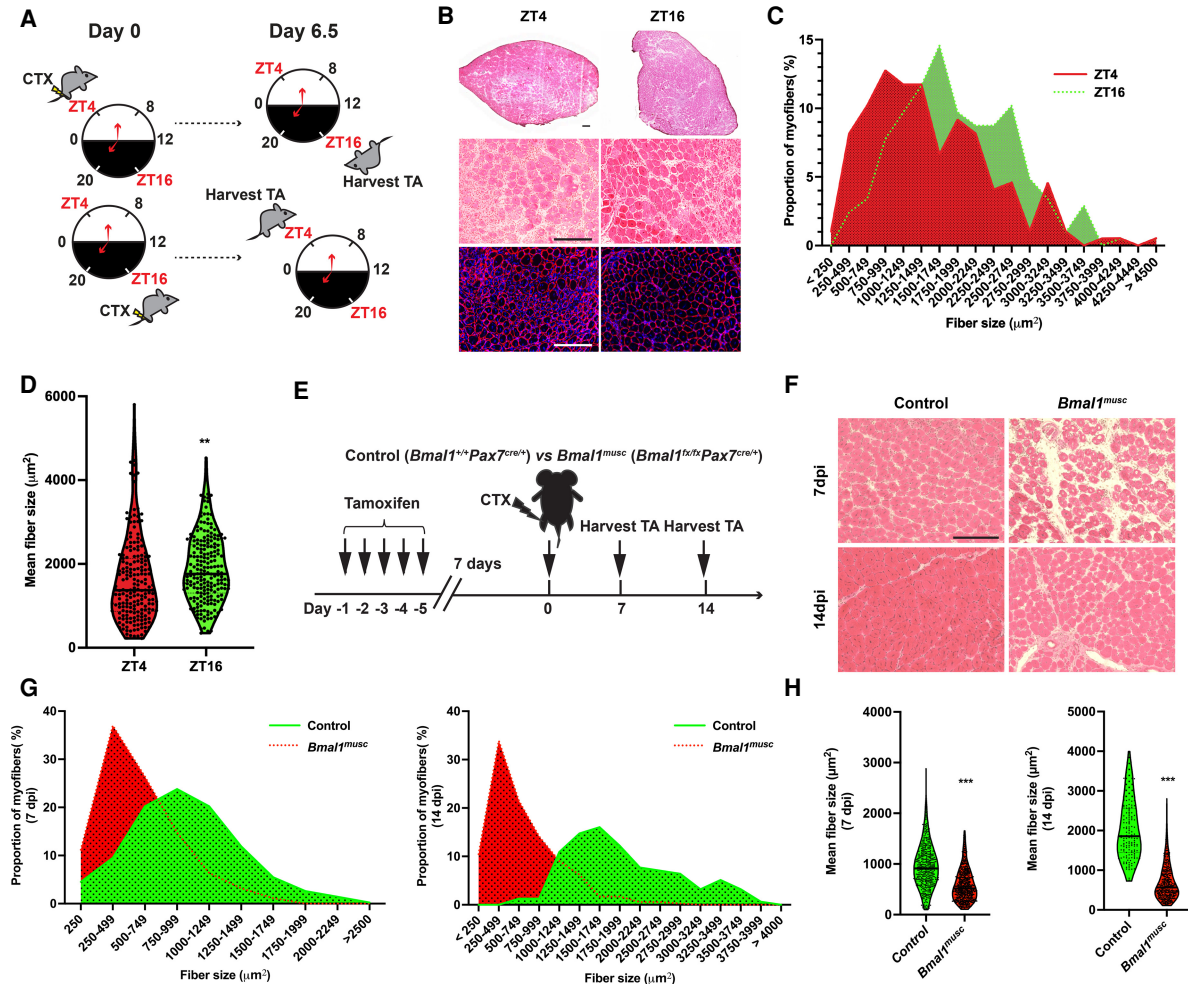 A
Day 0
Day 6.5
CTX
ZT4
8
0
12
20
ZT16
4
8
0
12
20
ZT16
Harvest TA
ZT4
8
0
12
20
ZT16
CTX
Harvest TA
ZT4
8
0
12
20
ZT16
B
ZT4
ZT16
C
Proportion of myofibers( %)
15
10
5
0
ZT4
ZT16
< 250
250-499
500-749
750-999
1000-1249
1250-1499
1500-1749
1750-1999
2000-2249
2250-2499
2500-2749
2750-2999
3000-3249
3250-3499
3500-3749
3750-3999
4000-4249
4250-4449
> 4500
Fiber size (μm²)
D
Mean fiber size (μm²)
6000
4000
2000
0
**
ZT4
ZT16
E
Control (Bmal1+/+Pax7cre/+) vs Bmal1musc (Bmal1fx/fxPax7cre/+)
Tamoxifen
CTX
Harvest TA Harvest TA
7 days
Day -1 -2 -3 -4 -5 0 7 14
F
Control
Bmal1musc
7dpi
14dpi
G
Proportion of myofibers( %)
(7 dpi)
40
30
20
10
0
Control
Bmal1musc
250
250-499
500-749
750-999
1000-1249
1250-1499
1500-1749
1750-1999
2000-2249
>2500
Fiber size (μm²)
Proportion of myofibers( %)
(14 dpi)
40
30
20
10
0
Control
Bmal1musc
< 250
250-499
500-749
750-999
1000-1249
1250-1499
1500-1749
1750-1999
2000-2249
2500-2749
2750-2999
3000-3249
3250-3499
3500-3749
3750-3999
> 4000
Fiber size (μm²)
H
Mean fiber size (μm²)
(7 dpi)
4000
3000
2000
1000
0
***
Control
Bmal1musc
Mean fiber size (μm²)
(14 dpi)
5000
4000
3000
2000
1000
0
***
Control
Bmal1musc